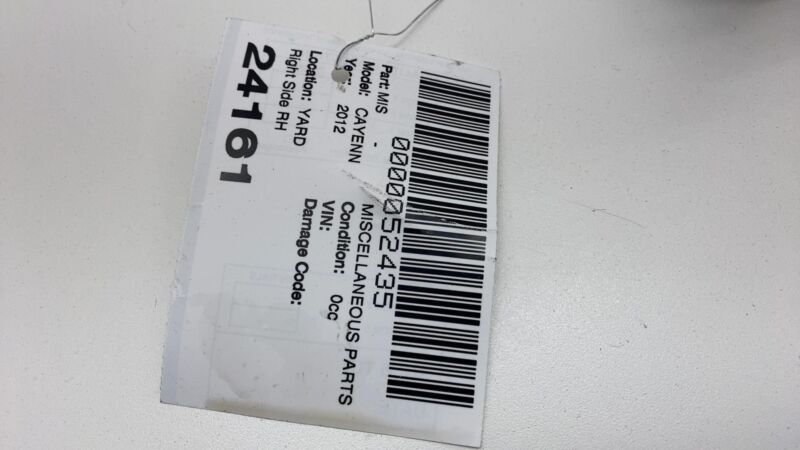 0000052435
Part: MIS - MISCELLANEOUS PARTS
Model: CAYENN Condition: 0cc
Year: 2012 VIN:
Damage Code:
Location: YARD
Right Side RH
24161